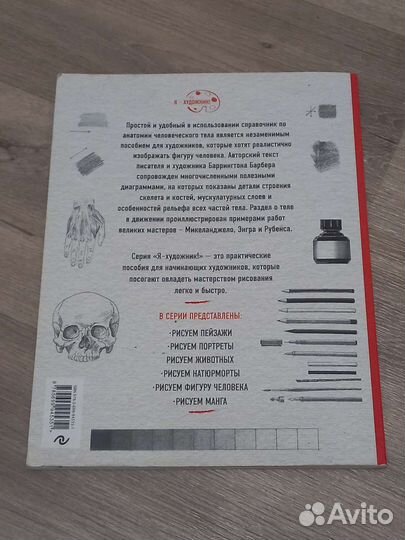 Я - ХУДОЖНИК!
Простой и удобный в использовании справочник по
анатомии человеческого тела является незаменимым
пособием для художников, которые хотят реалистично
изображать фигуру человека. Авторский текст
писателя и художника Баррингтона Барбера
сопровожден многочисленными полезными
диаграммами, на которых показаны детали строения
скелета и костей, мускулатурных слоев и
особенностей рельефа всех частей тела. Раздел о теле
в движении проиллюстрирован примерами работ
великих мастеров – Микеланджело, Энгра и Рубенса.
Серия «Я–художник!» — это практические
пособия для начинающих художников, которые
посогают овладеть мастерством рисования
легко и быстро.
В СЕРИИ ПРЕДСТАВЛЕНЫ:
·РИСУЕМ ПЕЙЗАЖИ
·РИСУЕМ ПОРТРЕТЫ
РИСУЕМ ЖИВОТНЫХ
·РИСУЕМ НАТЮРМОРТЫ
·РИСУЕМ ФИГУРУ ЧЕЛОВЕКА
·РИСУЕМ МАНГА
Avito